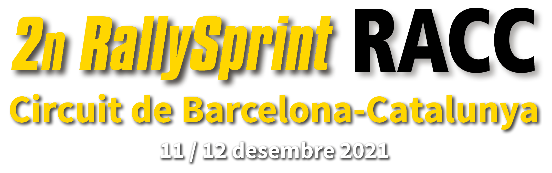 2n RallySprint RACC
Circuit de Barcelona-Catalunya
11 / 12 desembre 2021